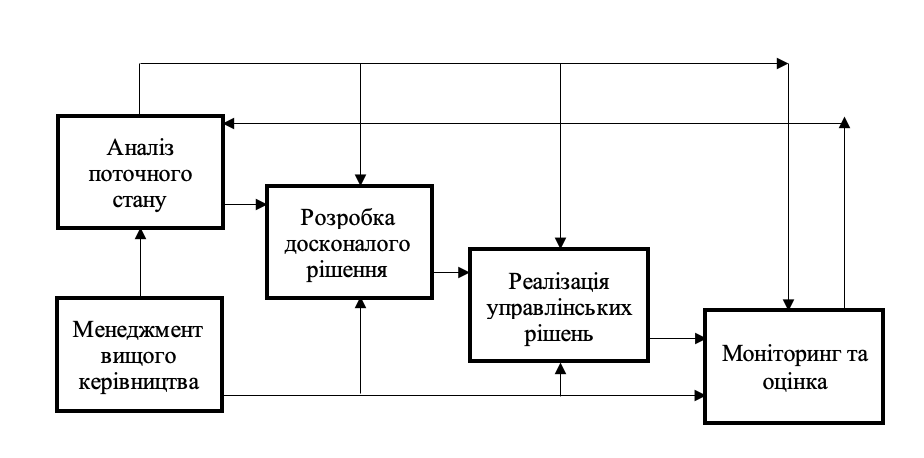 Аналіз
поточного
стану
Розробка
досконалого
рішення
Реалізація
управлінських
рішень
Менеджмент
вищого
керівництва
Моніторинг та
оцінка